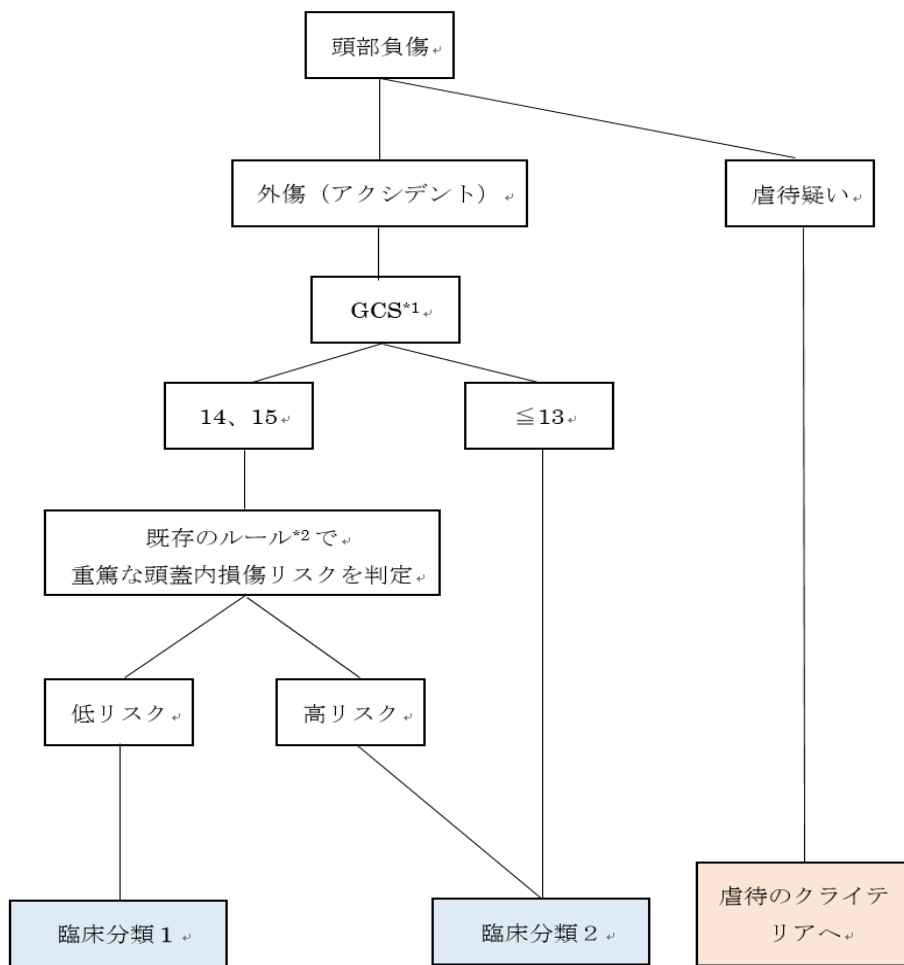 頭部負傷
外傷（アクシデント）
虐待疑い
GCS*1
14、15
≦13
既存のルール*2で
重篤な頭蓋内損傷リスクを判定
低リスク
高リスク
臨床分類１
臨床分類２
虐待のクライテ
リアへ